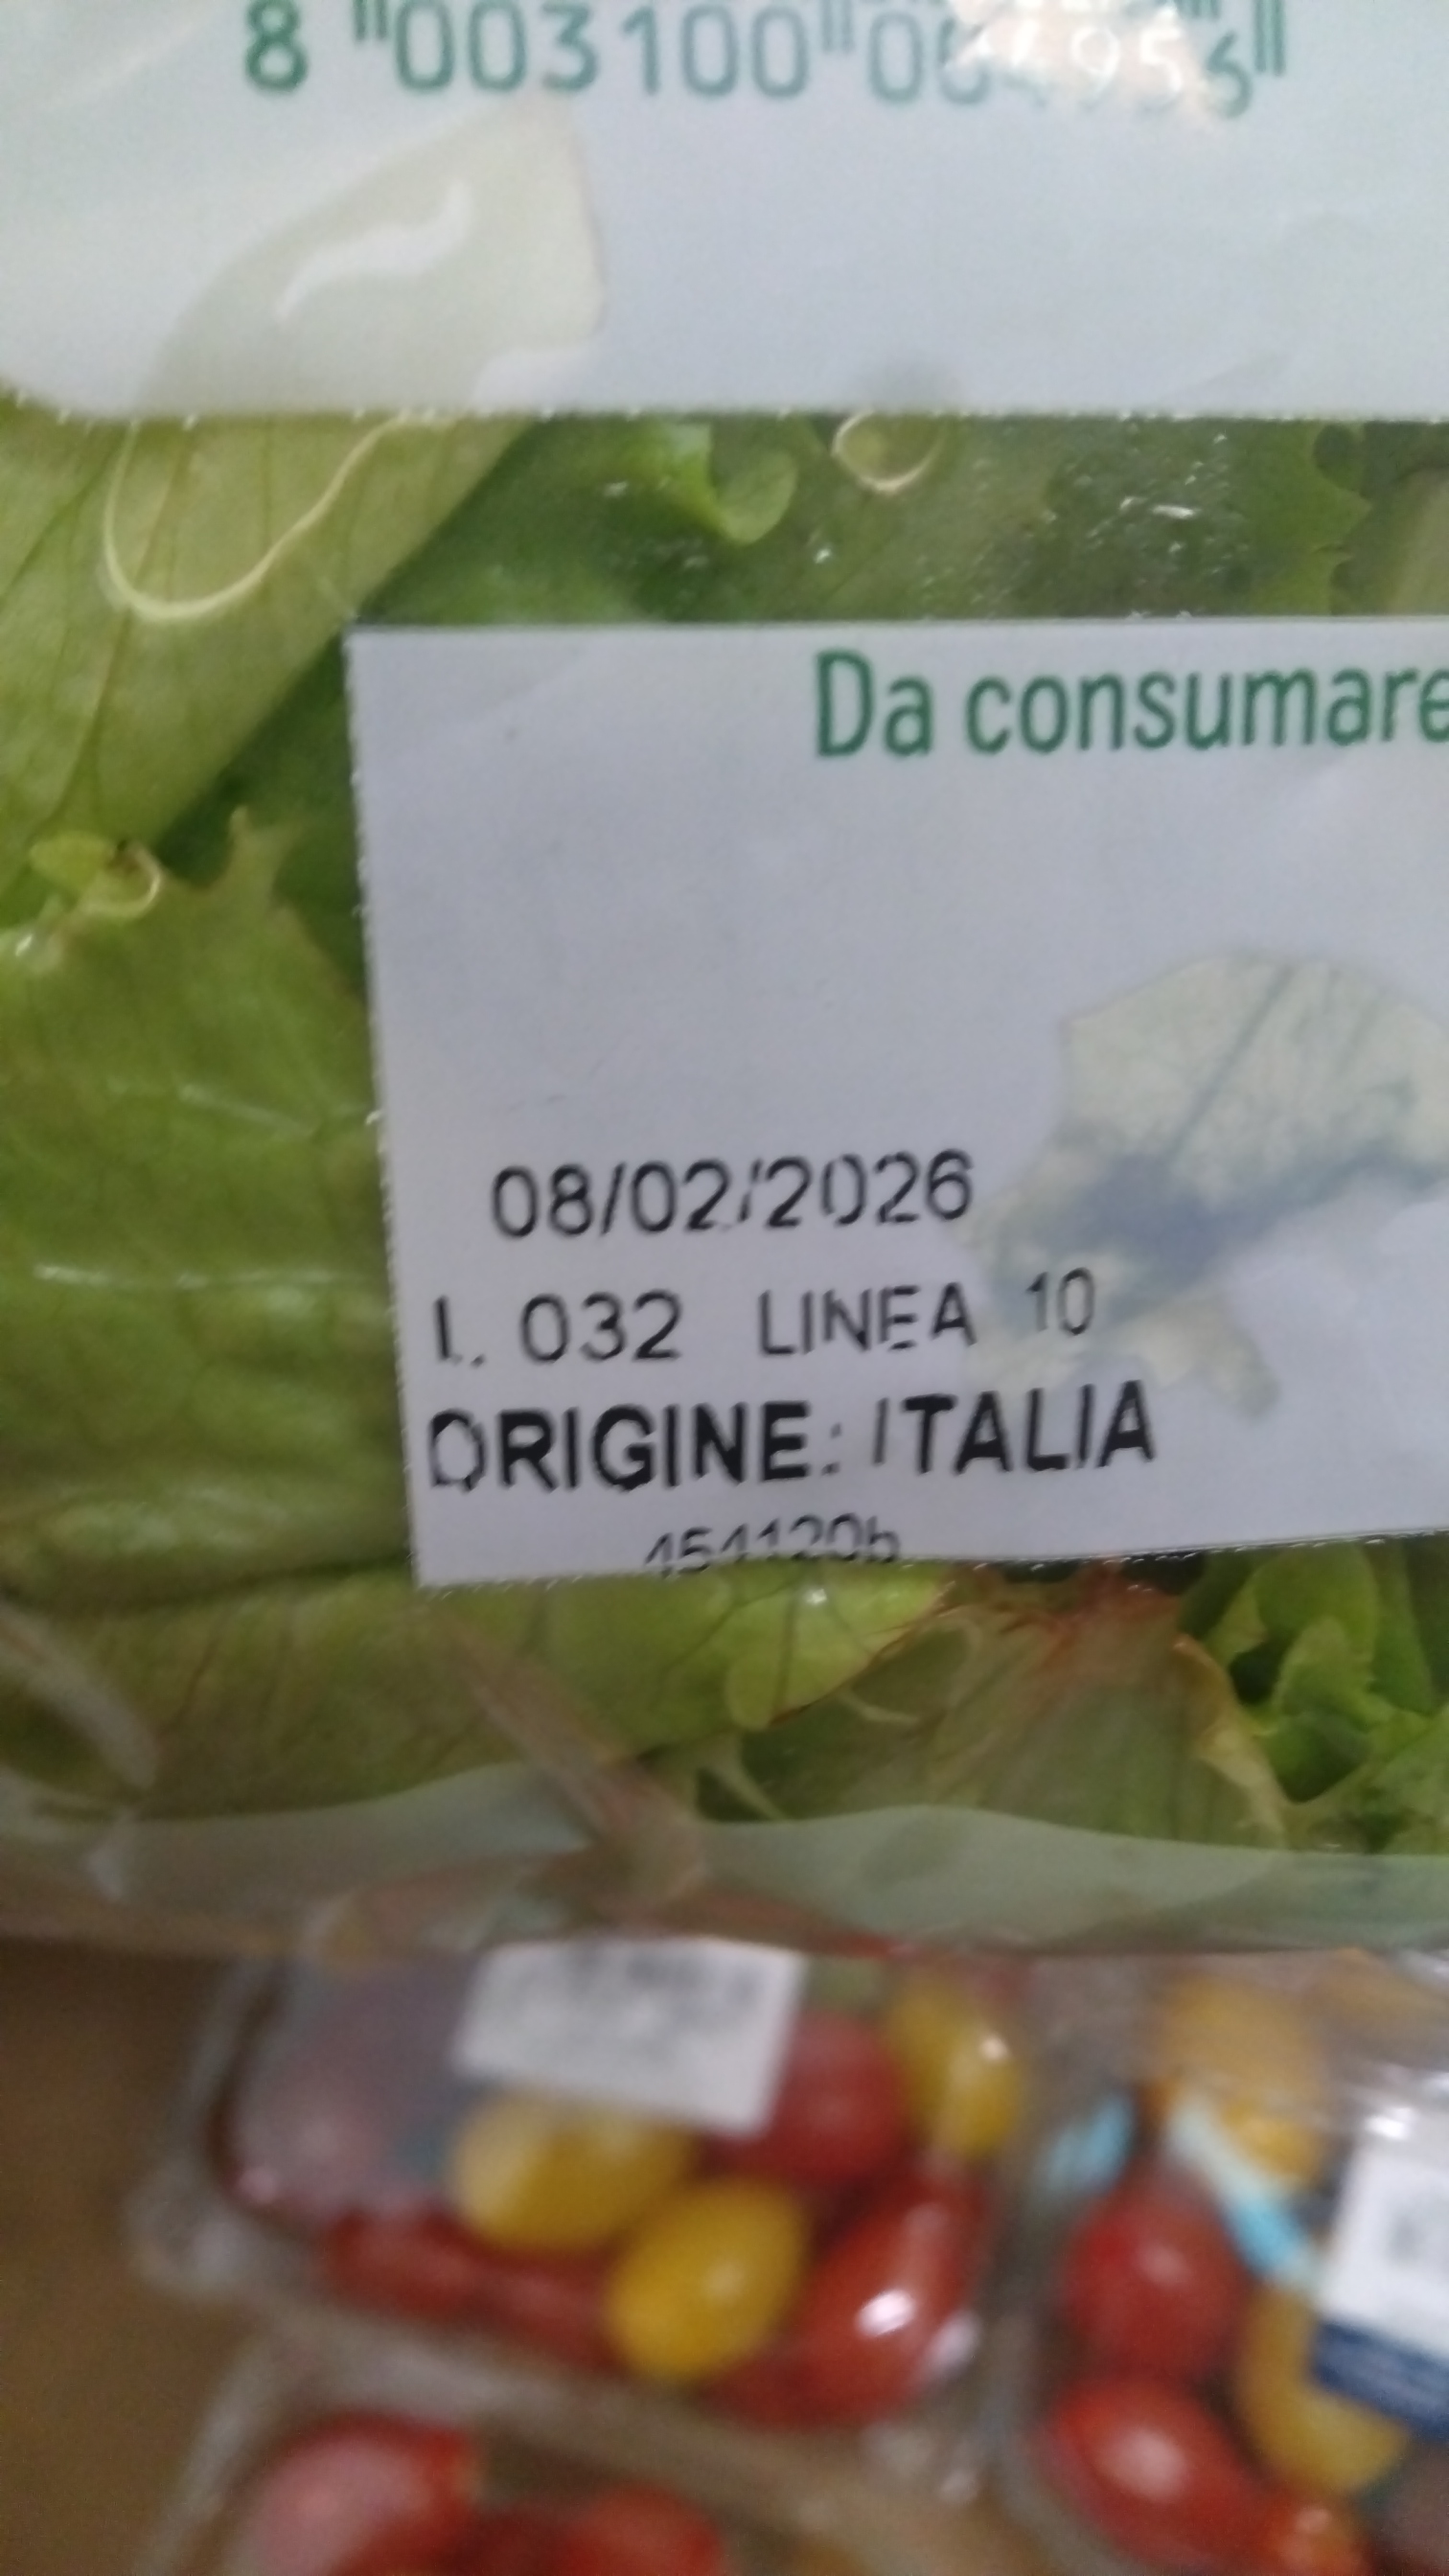 Da consumare
08/02/2026
L. 032 LINEA 10
ORIGINE: ITALIA